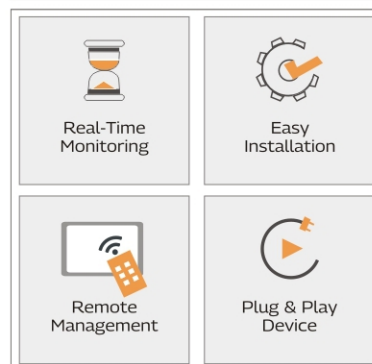 Real-Time
Monitoring
Easy
Installation
Remote
Management
Plug & Play
Device